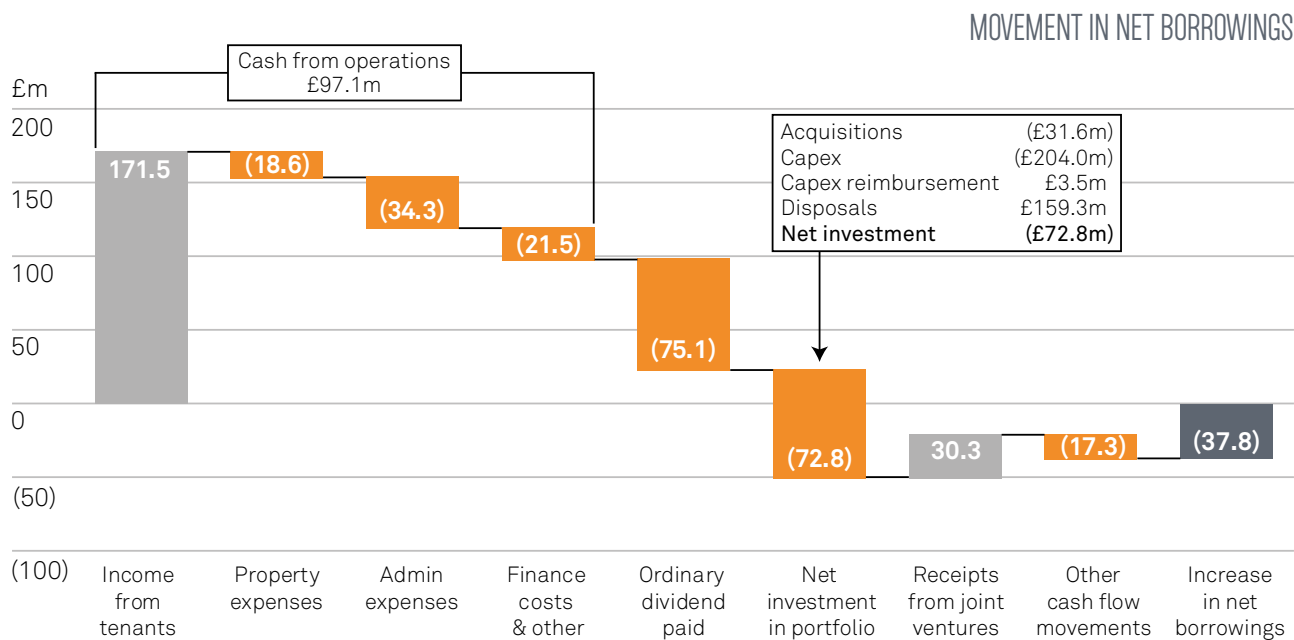 MOVEMENT IN NET BORROWINGS
Cash from operations
£97.1m
£m
200
150
100
50
0
(50)
(100)
171.5
(18.6)
(34.3)
(21.5)
(75.1)
(72.8)
30.3
(17.3)
(37.8)
Acquisitions (£31.6m)
Capex (£204.0m)
Capex reimbursement £3.5m
Disposals £159.3m
Net investment (£72.8m)
Income
from
tenants
Property
expenses
Admin
expenses
Finance
costs
& other
Ordinary
dividend
paid
Net
investment
in portfolio
Receipts
from joint
ventures
Other
cash flow
movements
Increase
in net
borrowings